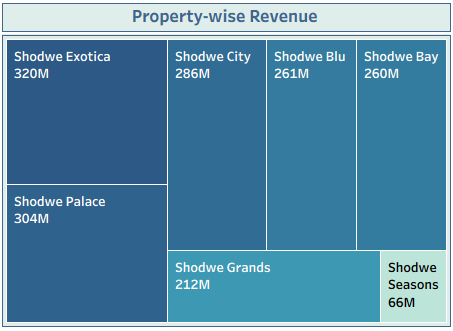 Property-wise Revenue
Shodwe Exotica
320M
Shodwe City
286M
Shodwe Blu
261M
Shodwe Bay
260M
Shodwe Palace
304M
Shodwe Grands
212M
Shodwe
Seasons
66M